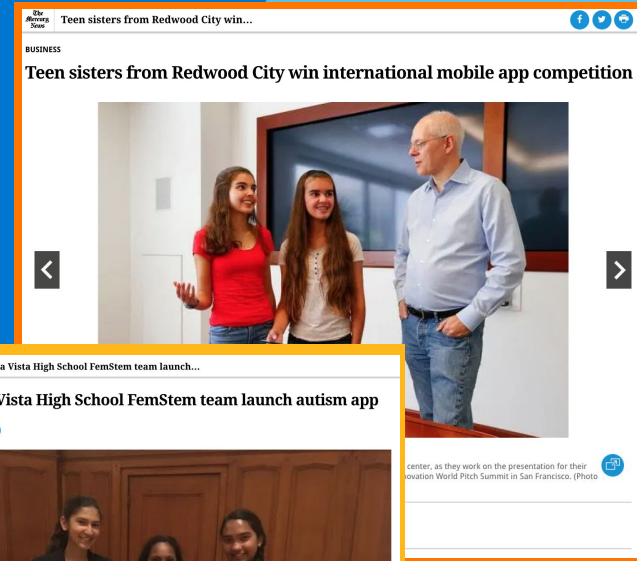 The
Mercury
News
Teen sisters from Redwood City win...
BUSINESS
Teen sisters from Redwood City win international mobile app competition
a Vista High School FemStem team launch...
Vista High School FemStem team launch autism app
center, as they work on the presentation for their
ovation World Pitch Summit in San Francisco. (Photo